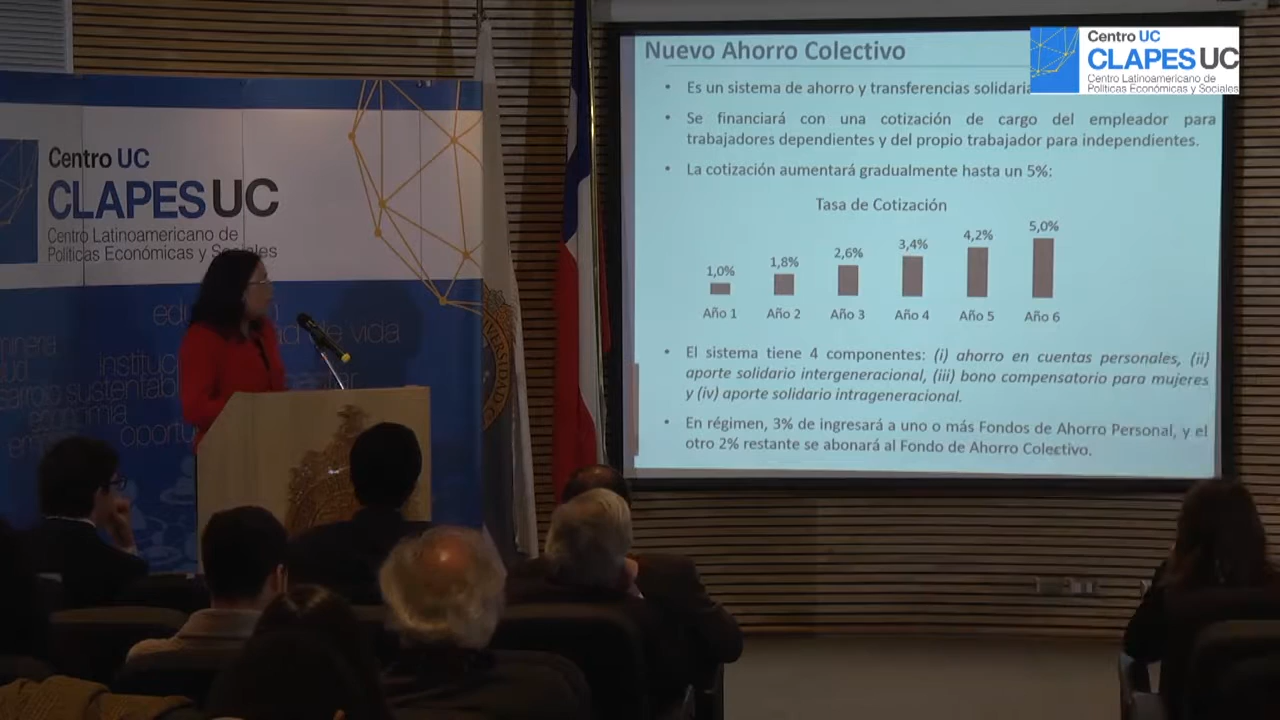 Nuevo Ahorro Colectivo
• Es un sistema de ahorro y transferencias
• Se financiará con una cotización de cargo del empleador para
trabajadores dependientes y del propio trabajador para independientes.
• La cotización aumentará gradualmente hasta un 5%:
Tasa de Cotización
1,0% 1,8% 2,6% 3,4% 4,2% 5,0%
Año 1 Año 2 Año 3 Año 4 Año 5 Año 6
• El sistema tiene 4 componentes: (i) ahorro en cuentas personales, (ii)
aporte solidario intergeneracional, (iii) bono compensatorio para mujeres
y (iv) aporte solidario intrageneracional.
• En régimen, 3% de ingresará a uno o más Fondos de Ahorro Personal, y el
otro 2% restante se abonará al Fondo de Ahorro Colectivo.
Centro UC
CLAPES UC
Centro Latinoamericano de
Políticas Económicas y Sociales
Centro UC
CLAPES UC
Centro Latinoamericano de
Políticas Económicas y Sociales
de vida
economía